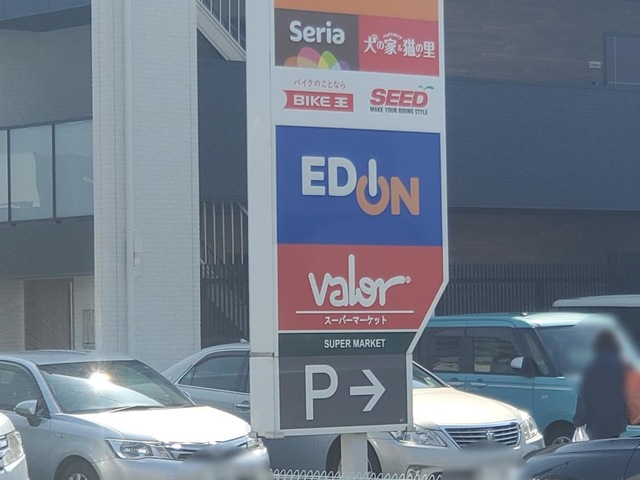 Seria
犬の家&猫の里
バイクのことなら
BIKE王
SEED
MAKE YOUR RIDING STYLE
EDION
valor
スーパーマーケット
SUPER MARKET
P→